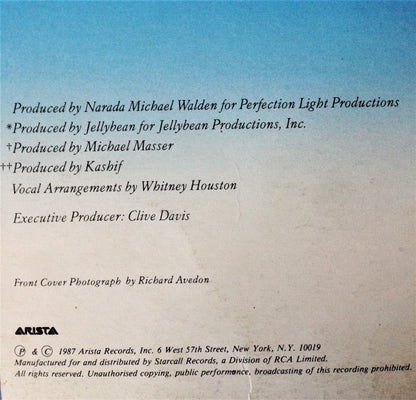 Produced by Narada Michael Walden for Perfection Light Productions
*Produced by Jellybean for Jellybean Productions, Inc.
†Produced by Michael Masser
††Produced by Kashif
Vocal Arrangements by Whitney Houston
Executive Producer: Clive Davis
Front Cover Photograph by Richard Avedon
ARISTA
Ⓟ & Ⓒ 1987 Arista Records, Inc. 6 West 57th Street, New York, N.Y. 10019
Manufactured for and distributed by Starcall Records, a Division of RCA Limited.
All rights reserved. Unauthorised copying, public performance, broadcasting of this recording prohibited.